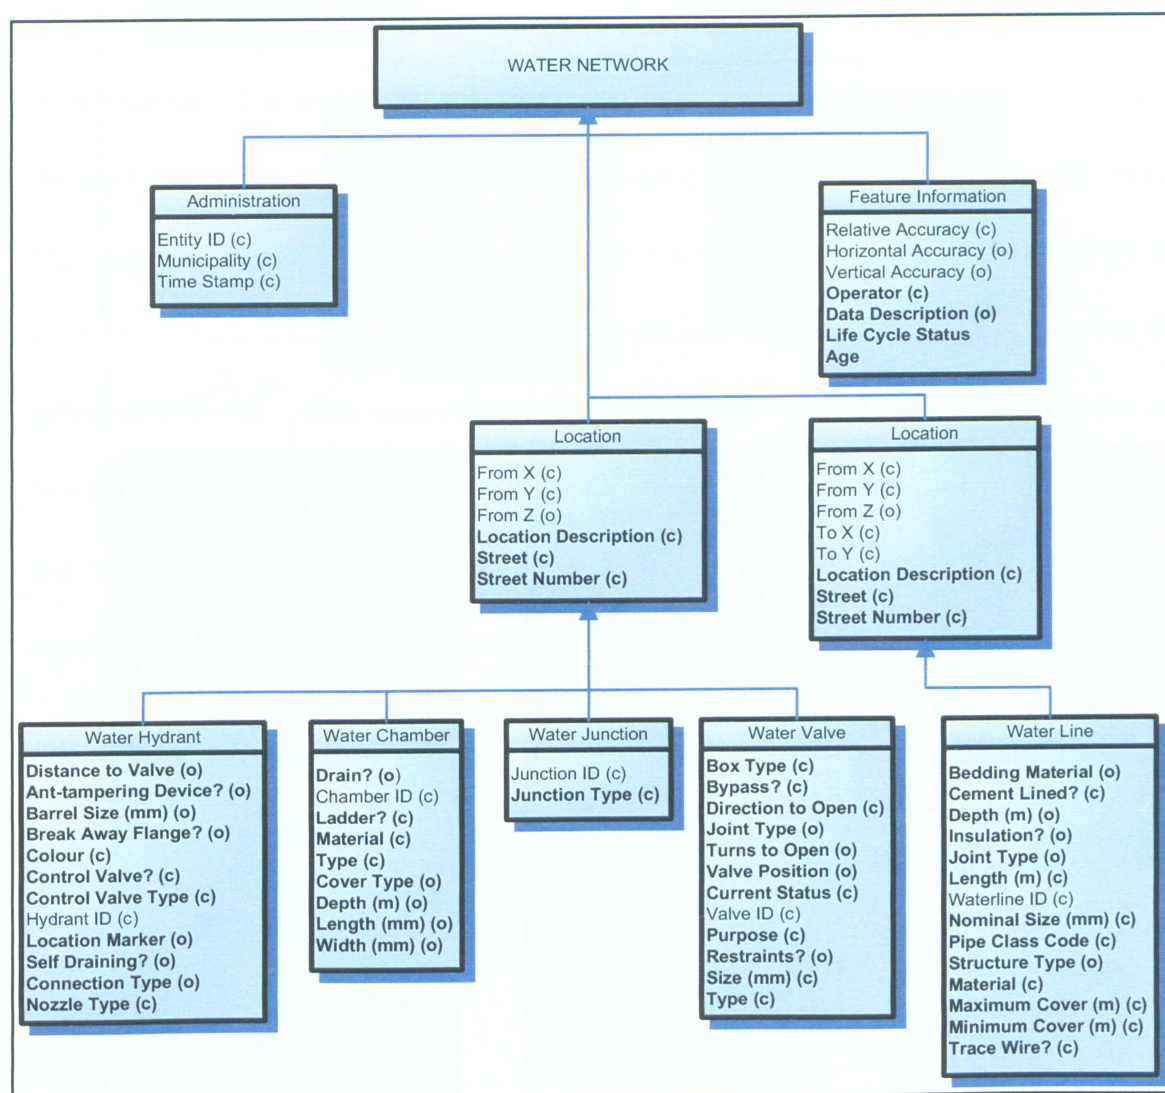 WATER NETWORK
Administration
Entity ID (c)
Municipality (c)
Time Stamp (c)
Feature Information
Relative Accuracy (c)
Horizontal Accuracy (o)
Vertical Accuracy (o)
Operator (c)
Data Description (o)
Life Cycle Status
Age
Location
From X (c)
From Y (c)
From Z (o)
Location Description (c)
Street (c)
Street Number (c)
Location
From X (c)
From Y (c)
From Z (o)
To X (c)
To Y (c)
Location Description (c)
Street (c)
Street Number (c)
Water Hydrant
Distance to Valve (o)
Ant-tampering Device? (o)
Barrel Size (mm) (o)
Break Away Flange? (o)
Colour (c)
Control Valve? (c)
Control Valve Type (c)
Hydrant ID (c)
Location Marker (o)
Self Draining? (o)
Connection Type (o)
Nozzle Type (c)
Water Chamber
Drain? (o)
Chamber ID (c)
Ladder? (c)
Material (c)
Type (c)
Cover Type (o)
Depth (m) (o)
Length (mm) (o)
Width (mm) (o)
Water Junction
Junction ID (c)
Junction Type (c)
Water Valve
Box Type (c)
Bypass? (c)
Direction to Open (c)
Joint Type (o)
Turns to Open (o)
Valve Position (o)
Current Status (c)
Valve ID (c)
Purpose (c)
Restraints? (o)
Size (mm) (c)
Type (c)
Water Line
Bedding Material (o)
Cement Lined? (c)
Depth (m) (o)
Insulation? (o)
Joint Type (o)
Length (m) (c)
Waterline ID (c)
Nominal Size (mm) (c)
Pipe Class Code (c)
Structure Type (o)
Material (c)
Maximum Cover (m) (c)
Minimum Cover (m) (c)
Trace Wire? (c)